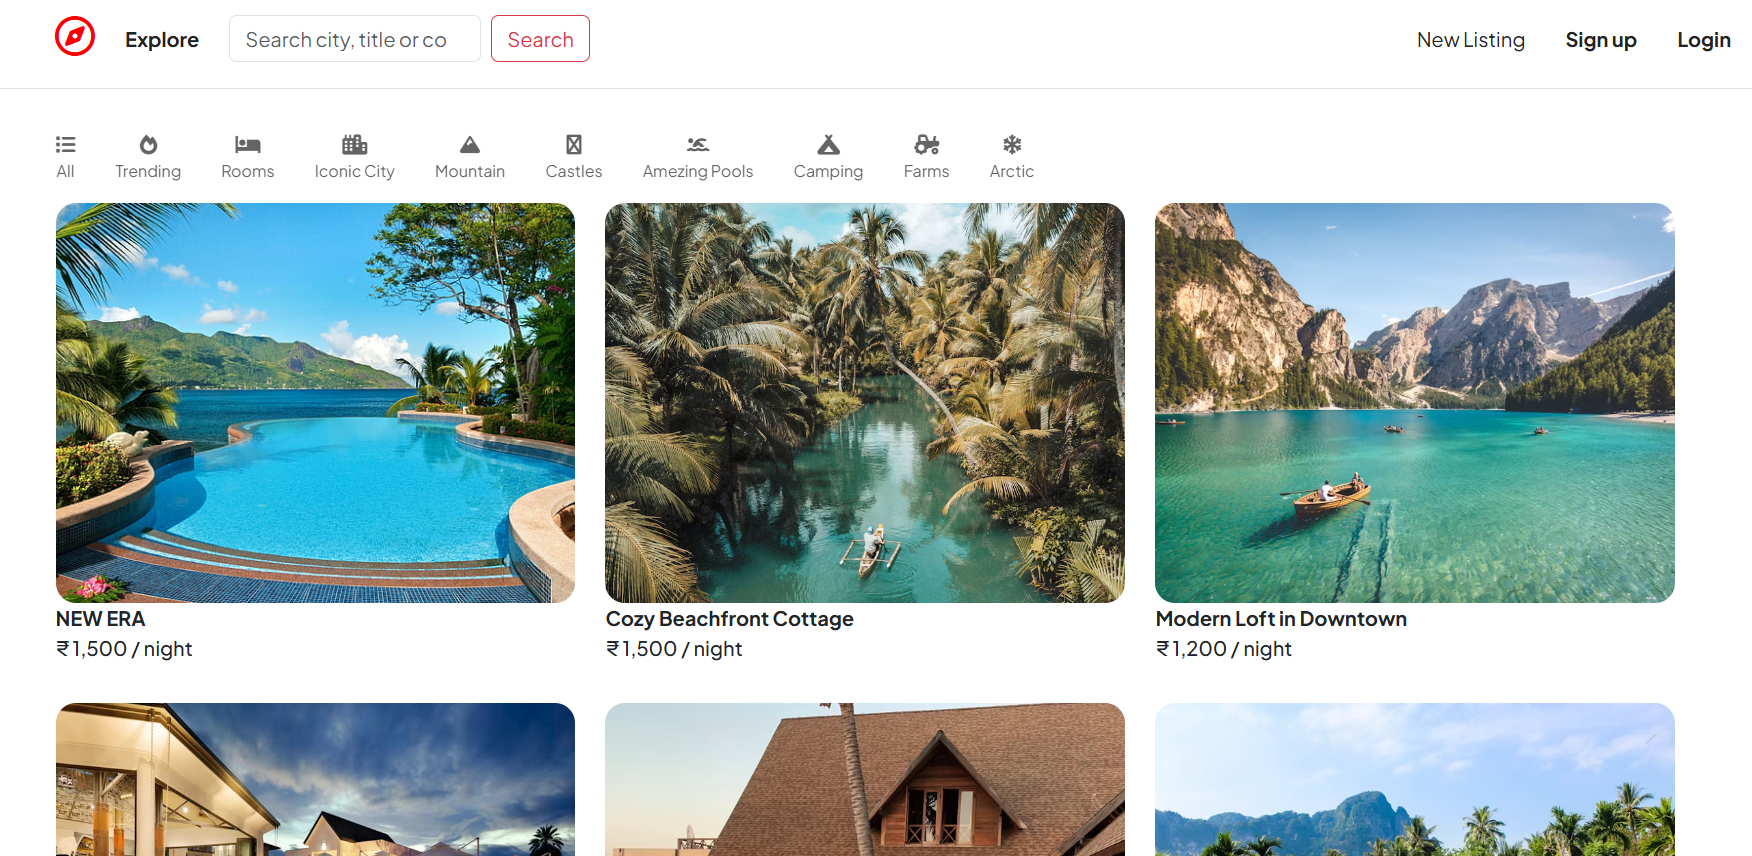 Explore
Search city, title or co
Search
New Listing
Sign up
Login
All
Trending
Rooms
Iconic City
Mountain
Castles
Amezing Pools
Camping
Farms
Arctic
NEW ERA
₹1,500 / night
Cozy Beachfront Cottage
₹1,500 / night
Modern Loft in Downtown
₹1,200 / night